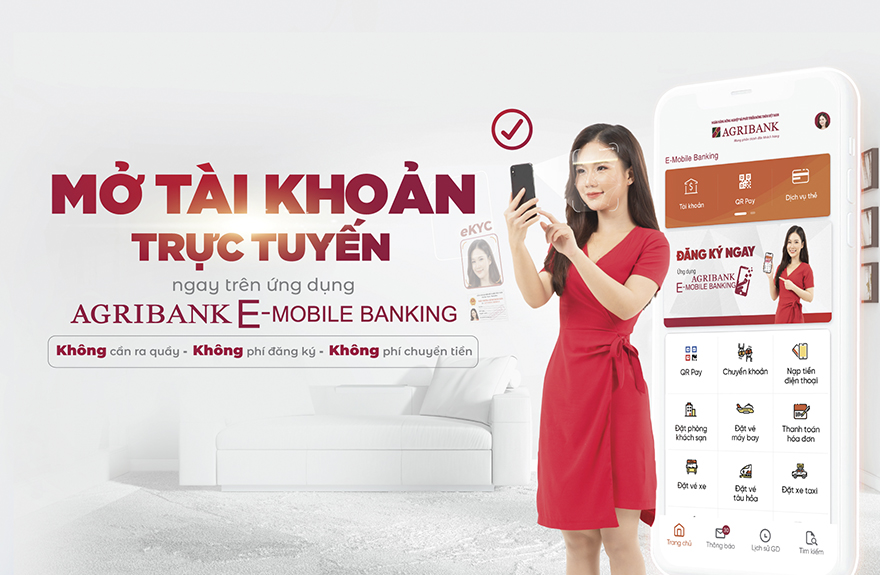 MỞ TÀI KHOẢN
TRỰC TUYẾN
ngay trên ứng dụng
AGRIBANK E-MOBILE BANKING
Không cần ra quầy - Không phí đăng ký - Không phí chuyển tiền
eKYC
AGRIBANK
E-Mobile Banking
Tài khoản
QR Pay
Dịch vụ thẻ
ĐĂNG KÝ NGAY
Ứng dụng
AGRIBANK
E-MOBILE BANKING
QR Pay
Chuyển khoản
Nạp tiền
điện thoại
Đặt phòng
khách sạn
Đặt vé
máy bay
Thanh toán
hóa đơn
Đặt vé xe
Đặt vé
tàu hỏa
Đặt xe taxi
Trang chủ
Thông báo
Lịch sử GD
Tìm kiếm